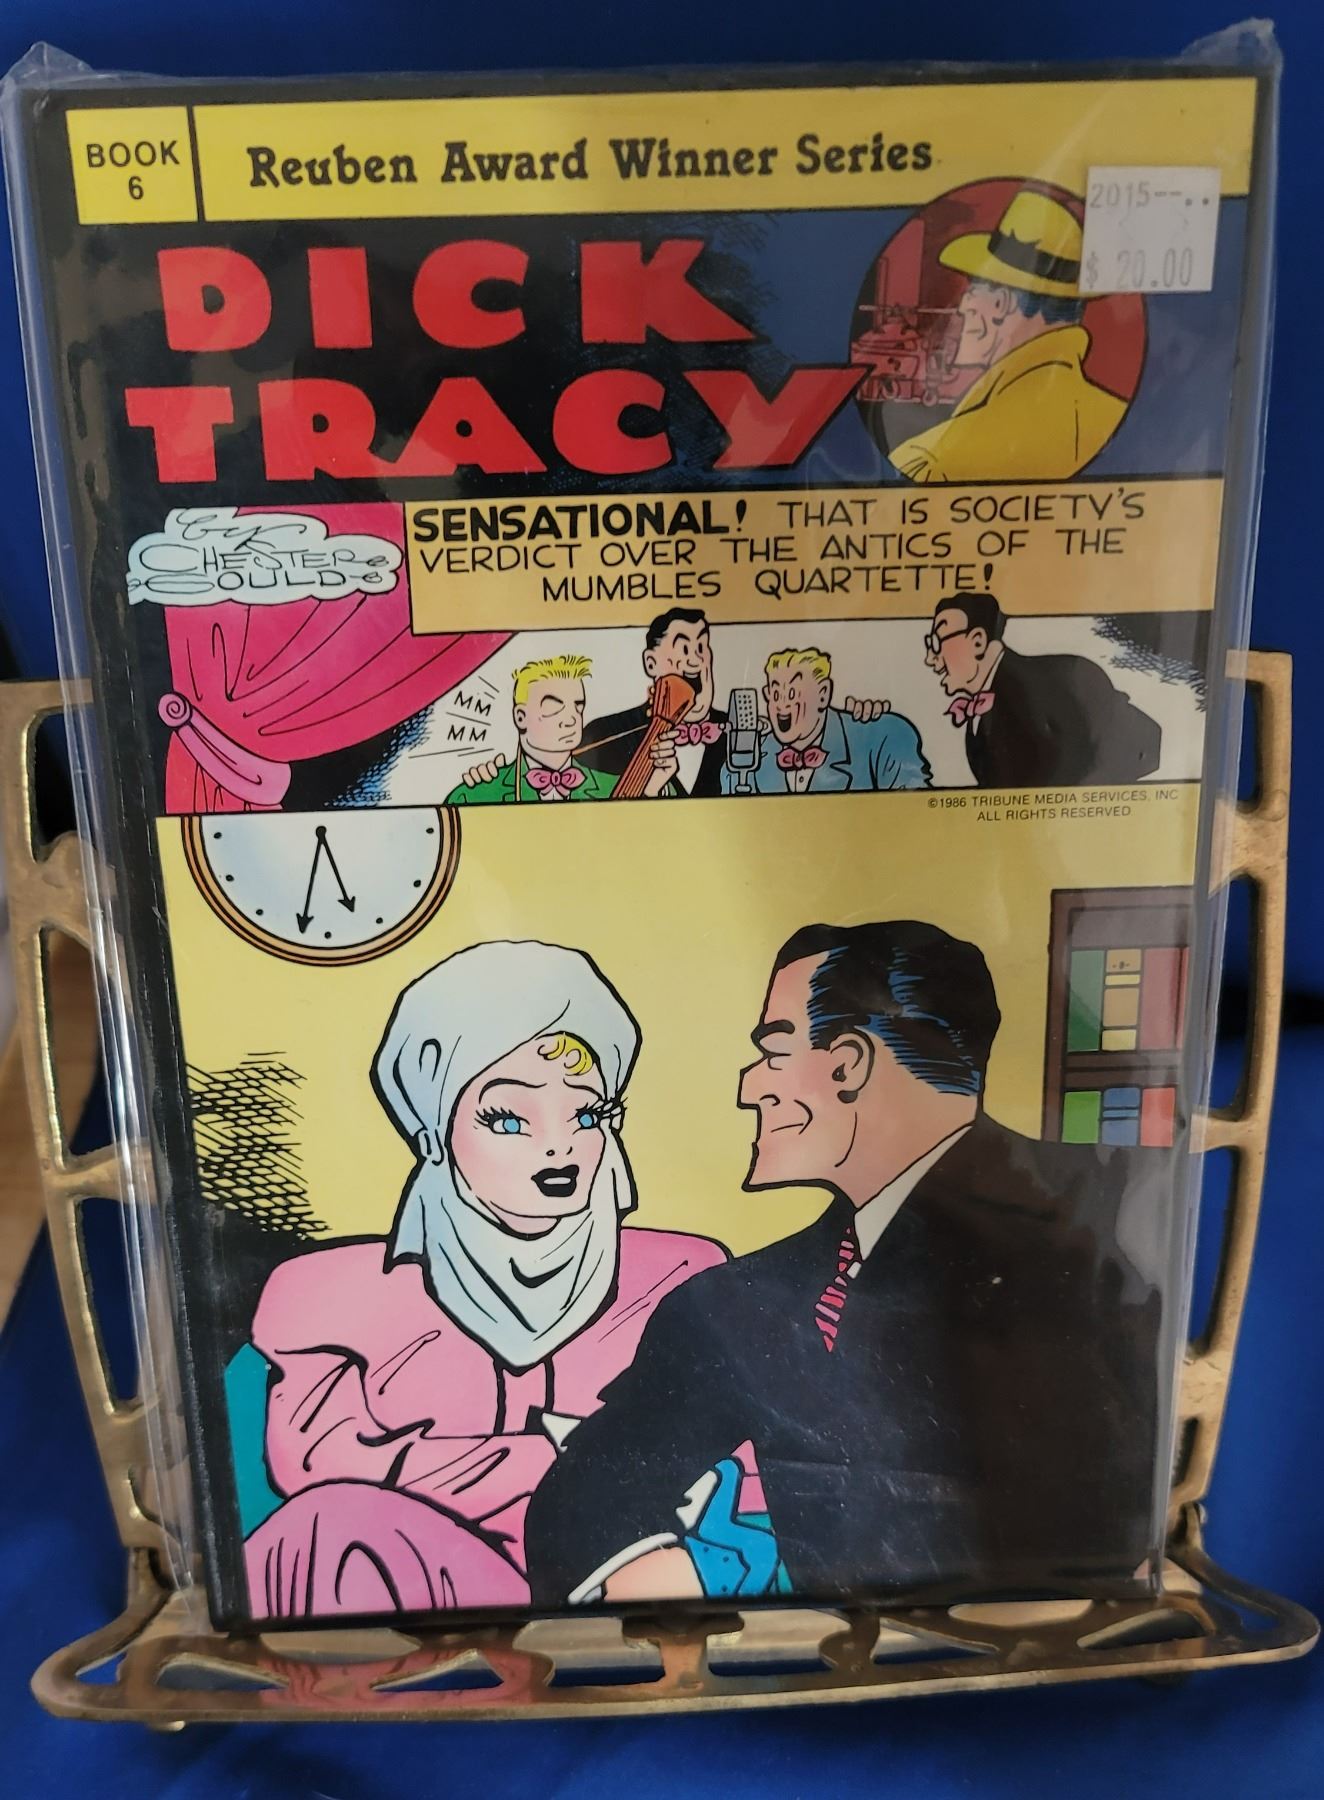 BOOK
6
Reuben Award Winner Series
2015--..
$ 20.00
DICK
TRACY
BY
CHESTER
GOULD
SENSATIONAL! THAT IS SOCIETY'S
VERDICT OVER THE ANTICS OF THE
MUMBLES QUARTETTE!
MM
MM
©1986 TRIBUNE MEDIA SERVICES, INC
ALL RIGHTS RESERVED